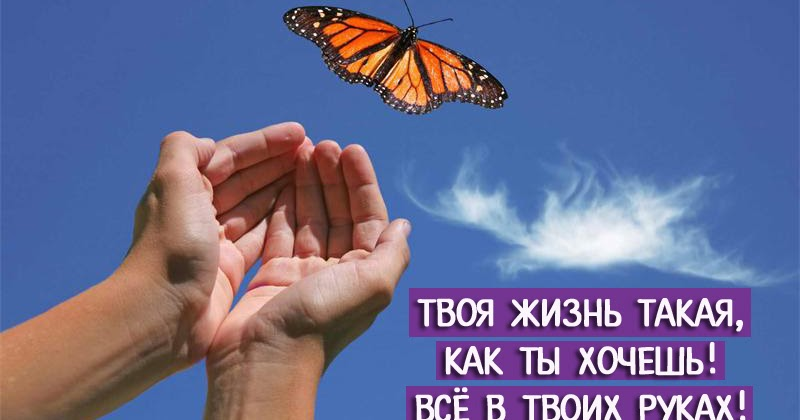 ТВОЯ ЖИЗНЬ ТАКАЯ,
КАК ТЫ ХОЧЕШЬ!
ВСЁ В ТВОИХ РУКАХ!